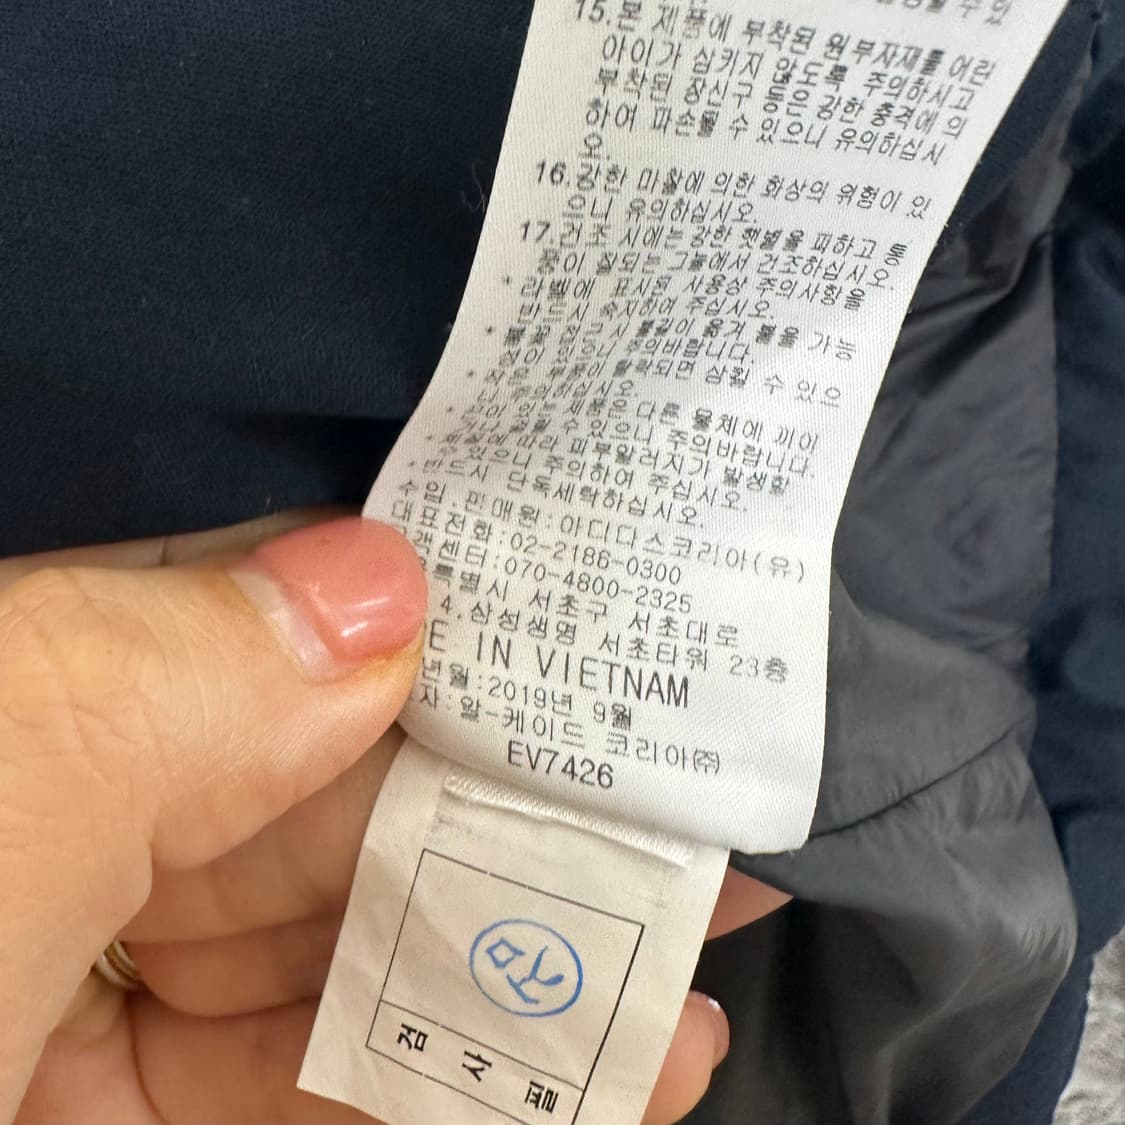 15.본 제품에 부착된 원부자재를 어린
아이가 삼키지 않도록 주의하시고
부착된 장신구 등은 강한 충격에 의
하여 파손될 수 있으니 유의하십시
오.
16.강한 마찰에 의한 화상의 위험이 있
으니 유의하십시오.
17.건조 시에는 강한 햇볕을 피하고 통
풍이 잘되는 그늘에서 건조하십시오.
* 라벨에 표시된 사용상 주의사항을
반드시 숙지하여 주십시오.
* 불꽃 접근 시 불길이 옮겨 붙을 가능
성이 있으니 주의바랍니다.
* 작은 부품이 탈락되면 삼킬 수 있으
니 주의하십시오.
* 끈이 있는 제품은 다른 물체에 끼이
거나 걸릴 수 있으니 주의바랍니다.
* 체질에 따라 피부알러지가 발생할
수 있으니 주의하여 주십시오.
* 반드시 단독세탁하십시오.
수입.판매원:아디다스코리아(유)
대표전화:02-2186-0300
객센터:070-4800-2325
특별시 서초구 서초대로
4,삼성생명 서초타워 23층
E IN VIETNAM
년월:2019년 9월
자:알-케이드 코리아(주)
EV7426
검
검 사 필